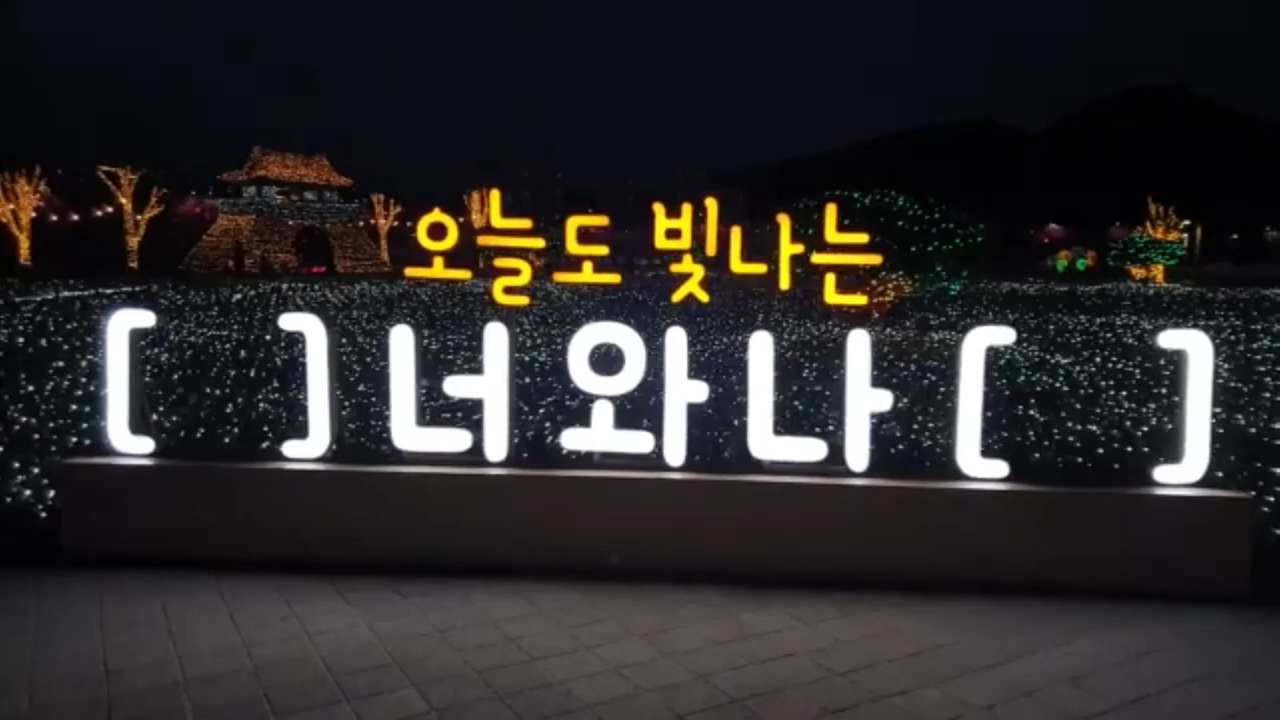 오늘도 빛나는
[ ] 너와나 [ ]